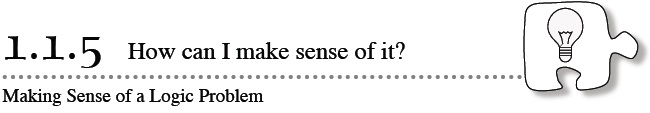 1.1.5 How can I make sense of it?
Making Sense of a Logic Problem